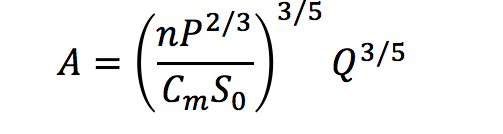 A = (nP^{2/3} / C_m S_0)^{3/5} Q^{3/5}